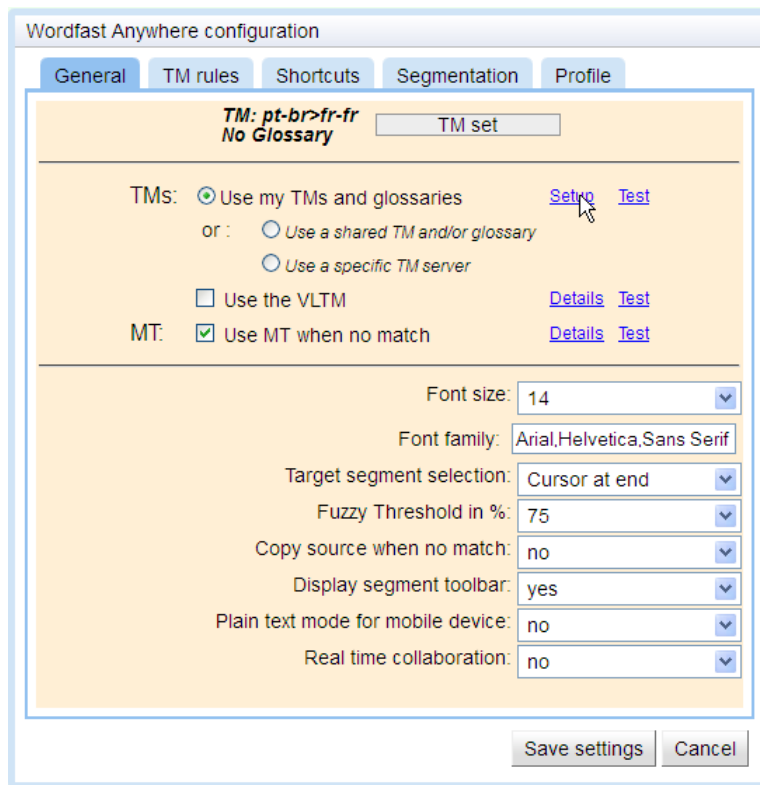 Wordfast Anywhere configuration
General TM rules Shortcuts Segmentation Profile
TM: pt-br>fr-fr
No Glossary
TM set
TMs: Use my TMs and glossaries Setup Test
or : Use a shared TM and/or glossary
Use a specific TM server
Use the VLTM Details Test
MT: Use MT when no match Details Test
Font size: 14
Font family: Arial,Helvetica,Sans Serif
Target segment selection: Cursor at end
Fuzzy Threshold in %: 75
Copy source when no match: no
Display segment toolbar: yes
Plain text mode for mobile device: no
Real time collaboration: no
Save settings Cancel